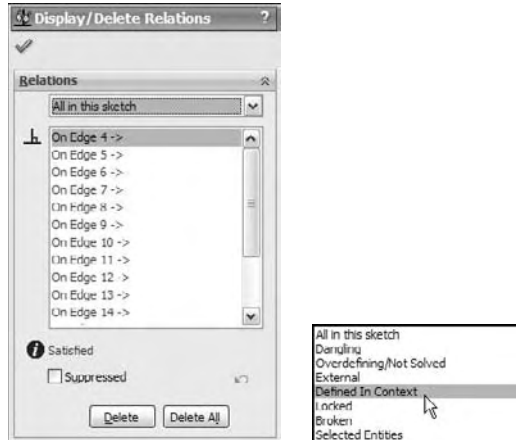 Display/Delete Relations ?
Relations
All in this sketch
On Edge 4 ->
On Edge 5 ->
On Edge 6 ->
On Edge 7 ->
On Edge 8 ->
On Edge 9 ->
On Edge 10 ->
On Edge 11 ->
On Edge 12 ->
On Edge 13 ->
On Edge 14 ->
Satisfied
Suppressed
Delete Delete All
All in this sketch
Dangling
Overdefining/Not Solved
External
Defined In Context
Locked
Broken
Selected Entities